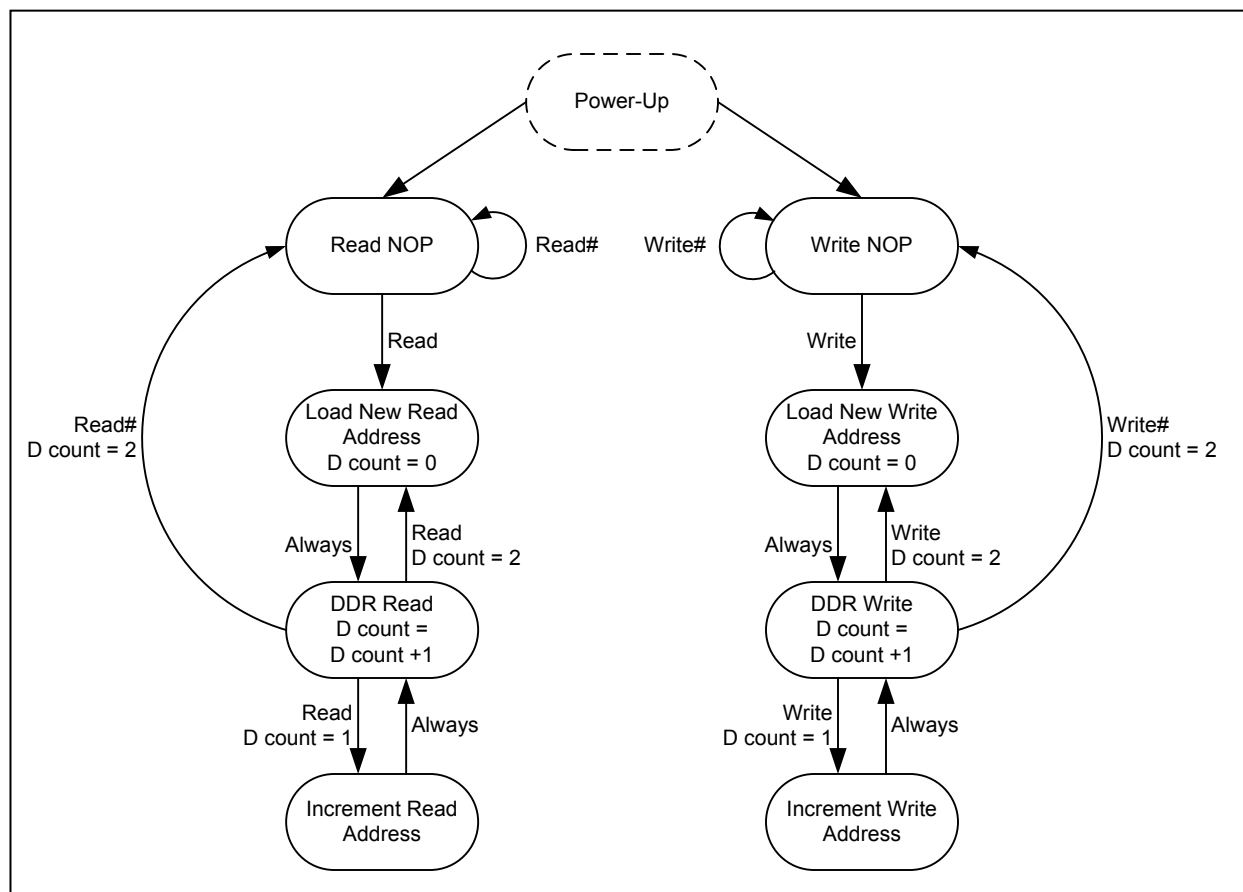 Power-Up
Read NOP
Read#
Write#
Write NOP
Read
Write
Load New Read
Address
D count = 0
Load New Write
Address
D count = 0
Read#
D count = 2
Write#
D count = 2
Always
Read
D count = 2
Always
Write
D count = 2
DDR Read
D count =
D count +1
DDR Write
D count =
D count +1
Read
D count = 1
Always
Write
D count = 1
Always
Increment Read
Address
Increment Write
Address